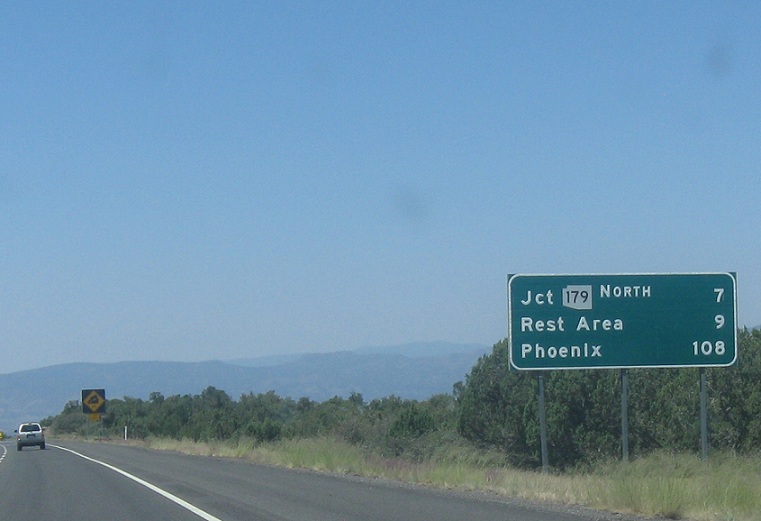 Jct 179 NORTH 7
Rest Area 9
Phoenix 108